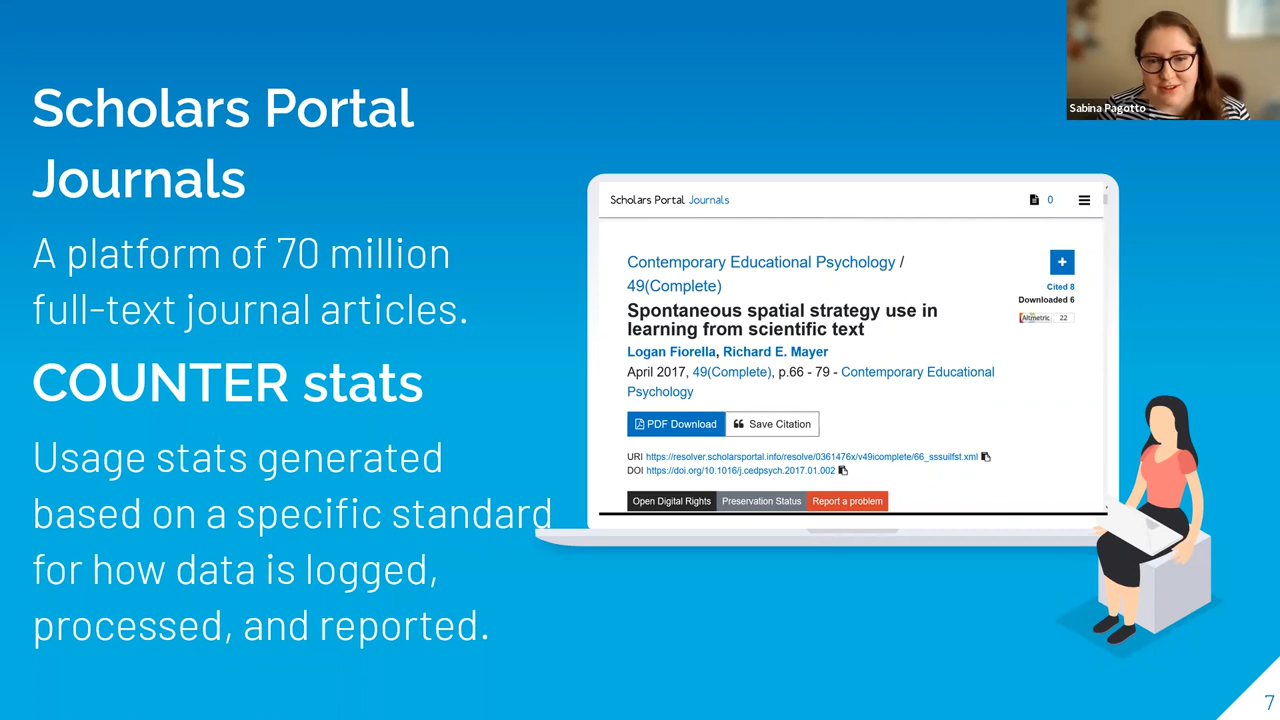 Scholars Portal
Journals
A platform of 70 million
full-text journal articles.
COUNTER stats
Usage stats generated
based on a specific standard
for how data is logged,
processed, and reported.
Sabina Pagotto
Scholars Portal Journals
0
Contemporary Educational Psychology /
49(Complete)
Spontaneous spatial strategy use in
learning from scientific text
Logan Fiorella, Richard E. Mayer
April 2017, 49(Complete), p.66 - 79 - Contemporary Educational
Psychology
+
Cited 8
Downloaded 6
Altmetric 22
PDF Download
Save Citation
URI https://resolver.scholarsportal.info/resolve/0361476x/v49icomplete/66_sssuilfst.xml
DOI https://doi.org/10.1016/j.cedpsych.2017.01.002
Open Digital Rights
Preservation Status
Report a problem
7